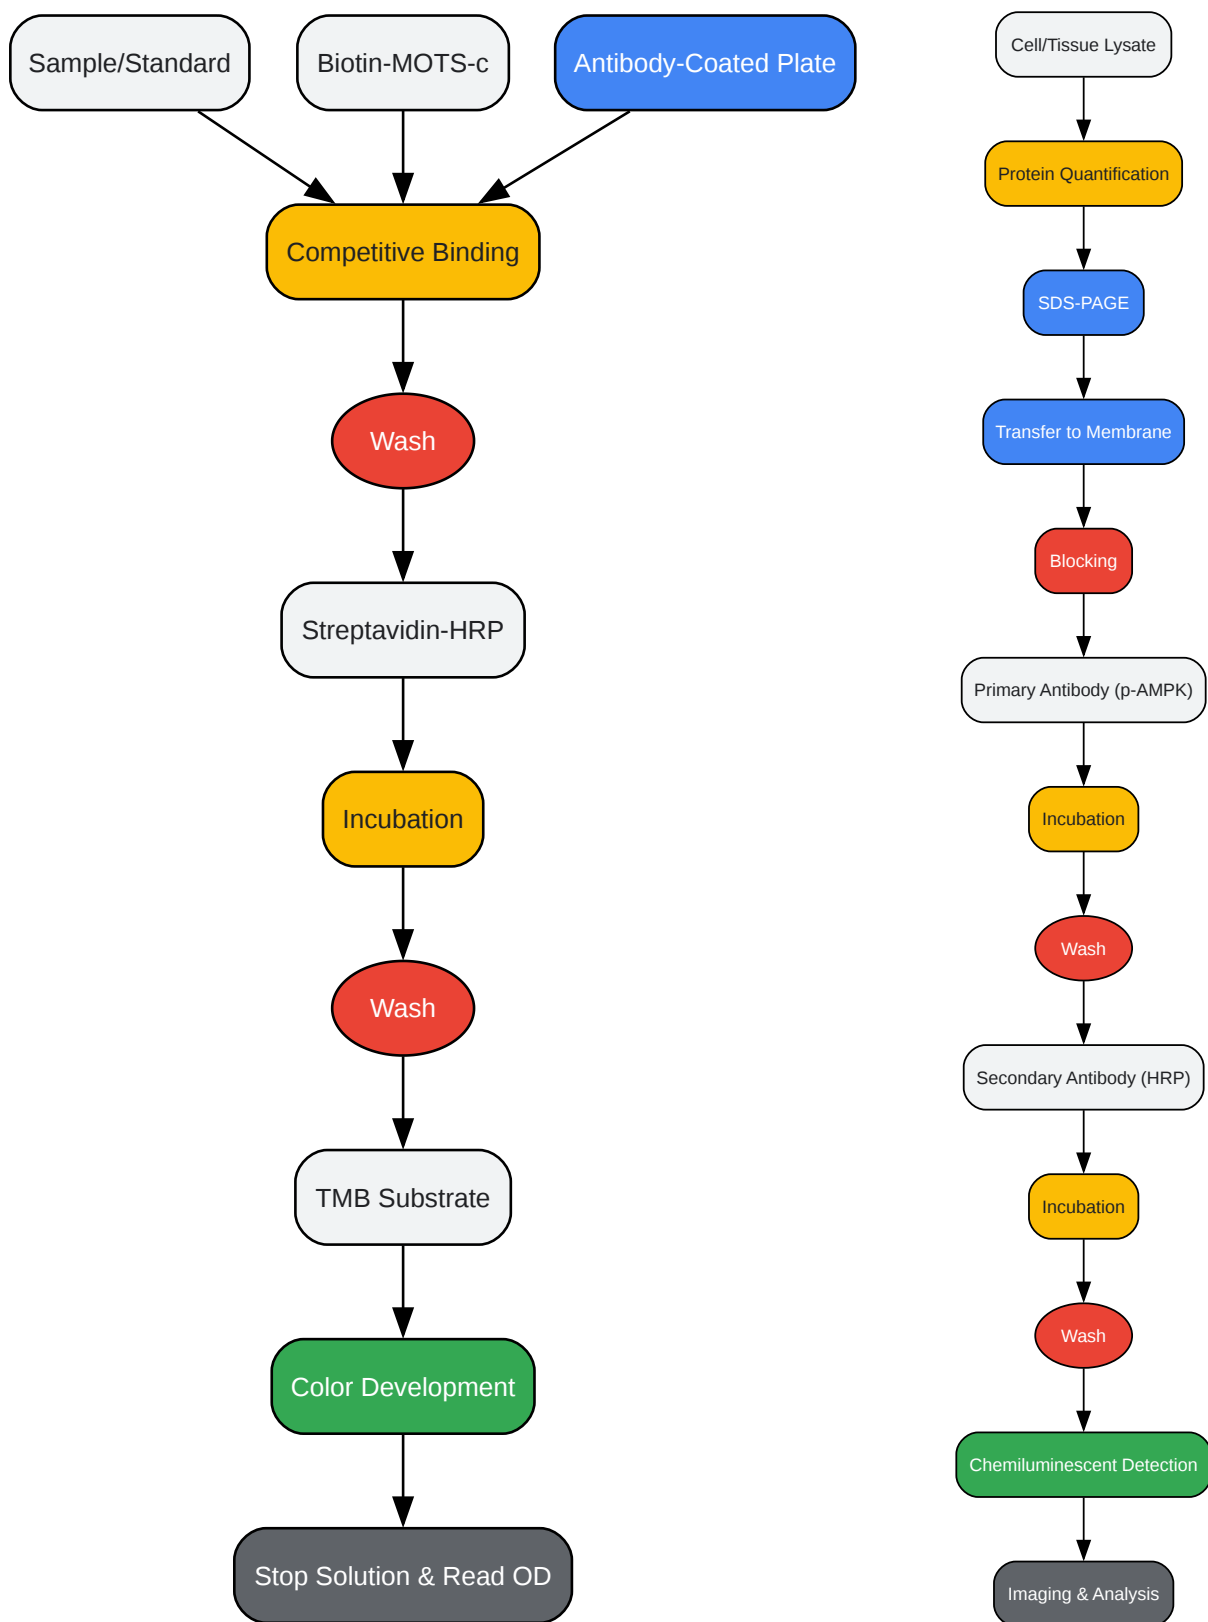 Sample/Standard
Biotin-MOTS-c
Antibody-Coated Plate
Competitive Binding
Wash
Streptavidin-HRP
Incubation
Wash
TMB Substrate
Color Development
Stop Solution & Read OD
Cell/Tissue Lysate
Protein Quantification
SDS-PAGE
Transfer to Membrane
Blocking
Primary Antibody (p-AMPK)
Incubation
Wash
Secondary Antibody (HRP)
Incubation
Wash
Chemiluminescent Detection
Imaging & Analysis